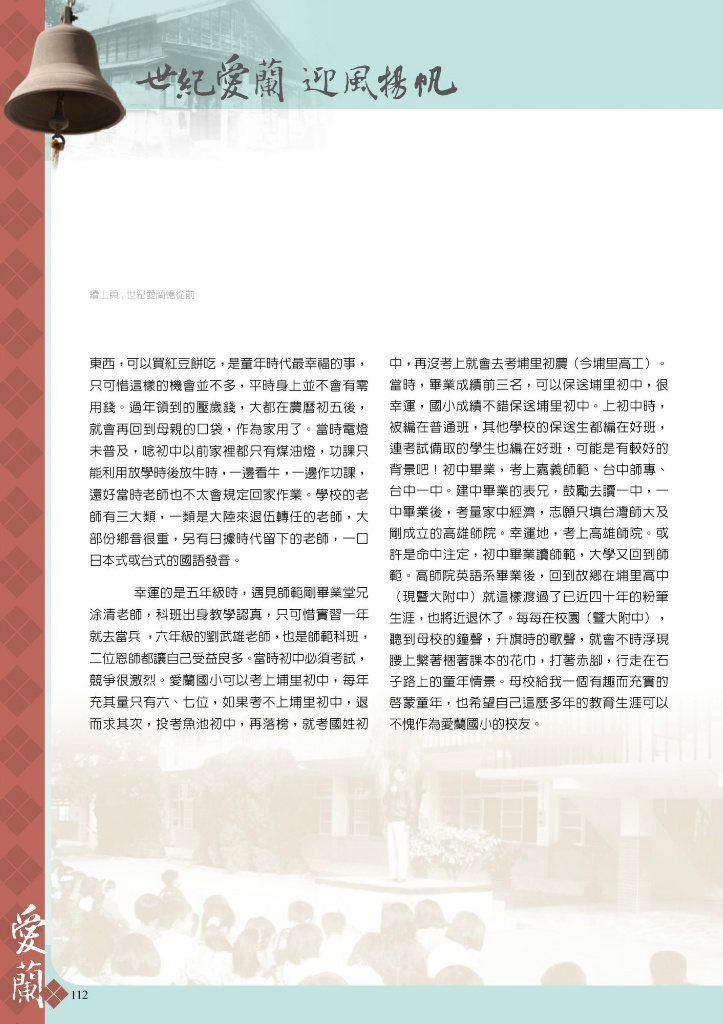 世紀愛蘭 迎風揚帆
續上頁 . 世紀愛蘭憶從前
東西，可以買紅豆餅吃，是童年時代最幸福的事，
只可惜這樣的機會並不多，平時身上並不會有零
用錢。過年領到的壓歲錢，大都在農曆初五後，
就會再回到母親的口袋，作為家用了。當時電燈
未普及，唸初中以前家裡都只有煤油燈，功課只
能利用放學時後放牛時，一邊看牛，一邊作功課，
還好當時老師也不太會規定回家作業。學校的老
師有三大類，一類是大陸來退伍轉任的老師，大
部份鄉音很重，另有日據時代留下的老師，一口
日本式或台式的國語發音。
幸運的是五年級時，遇見師範剛畢業堂兄
涂清老師，科班出身教學認真，只可惜實習一年
就去當兵 ，六年級的劉武雄老師，也是師範科班，
二位恩師都讓自己受益良多。當時初中必須考試，
競爭很激烈。愛蘭國小可以考上埔里初中，每年
充其量只有六、七位，如果考不上埔里初中，退
而求其次，投考魚池初中，再落榜，就考國姓初
中，再沒考上就會去考埔里初農（今埔里高工）。
當時，畢業成績前三名，可以保送埔里初中，很
幸運，國小成績不錯保送埔里初中。上初中時，
被編在普通班，其他學校的保送生都編在好班，
連考試備取的學生也編在好班，可能是有較好的
背景吧！初中畢業，考上嘉義師範、台中師專、
台中一中。建中畢業的表兄，鼓勵去讀一中，一
中畢業後，考量家中經濟，志願只填台灣師大及
剛成立的高雄師院。幸運地，考上高雄師院。或
許是命中注定，初中畢業讀師範，大學又回到師
範。高師院英語系畢業後，回到故鄉在埔里高中
（現暨大附中）就這樣渡過了已近四十年的粉筆
生涯，也將近退休了。每每在校園（暨大附中），
聽到母校的鐘聲，升旗時的歌聲，就會不時浮現
腰上繫著梱著課本的花巾，打著赤腳，行走在石
子路上的童年情景。母校給我一個有趣而充實的
啟蒙童年，也希望自己這麼多年的教育生涯可以
不愧作為愛蘭國小的校友。
愛蘭
112